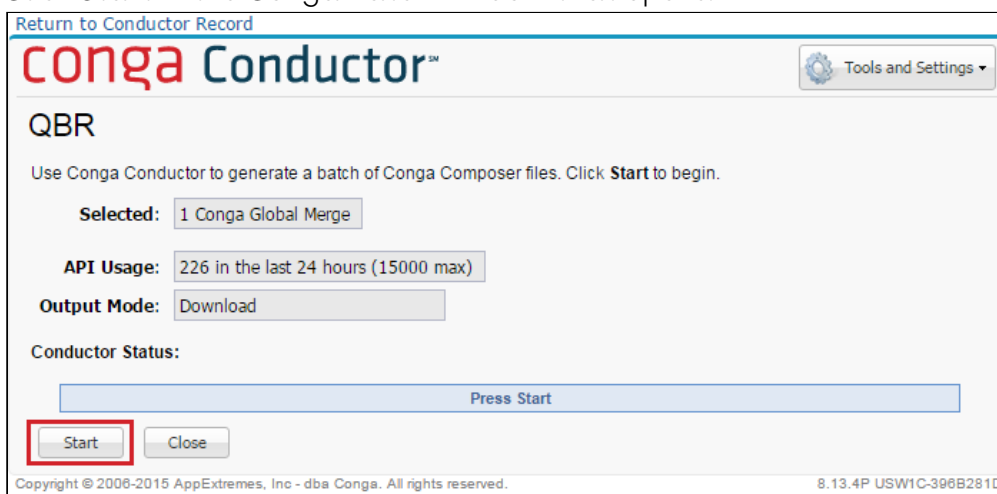 Return to Conductor Record
conga Conductor℠
Tools and Settings
QBR
Use Conga Conductor to generate a batch of Conga Composer files. Click Start to begin.
Selected: 1 Conga Global Merge
API Usage: 226 in the last 24 hours (15000 max)
Output Mode: Download
Conductor Status:
Press Start
Start Close
Copyright © 2006-2015 AppExtremes, Inc - dba Conga. All rights reserved. 8.13.4P USW1C-396B281D